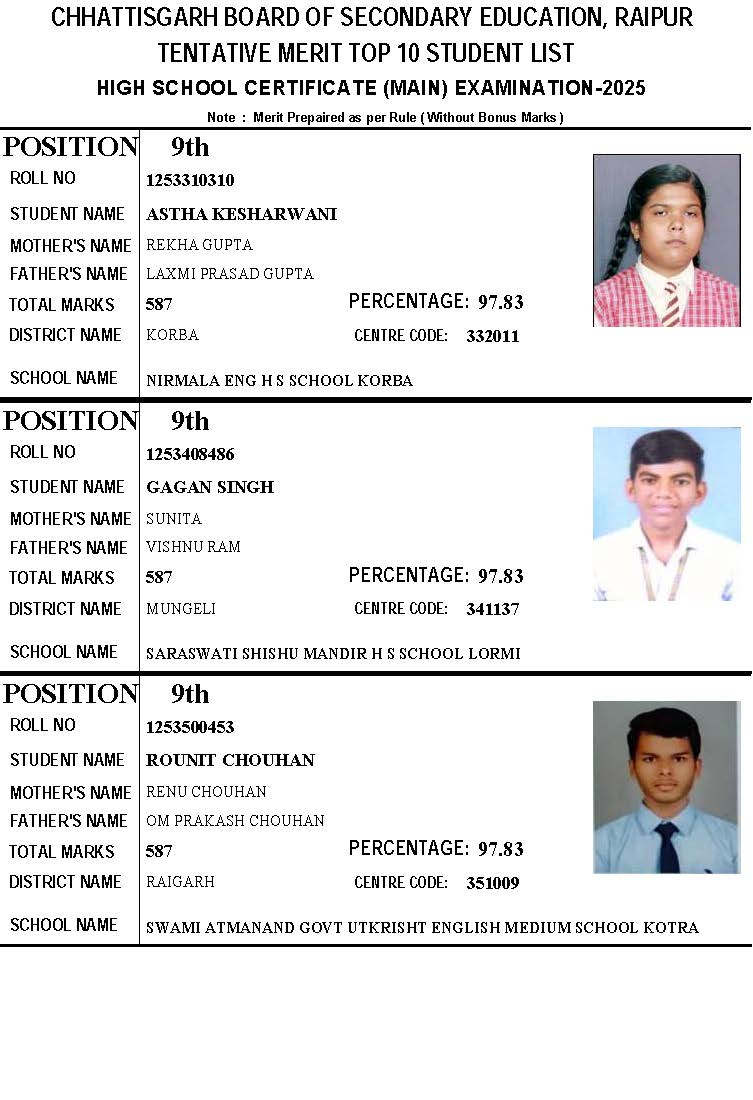 CHHATTISGARH BOARD OF SECONDARY EDUCATION, RAIPUR
TENTATIVE MERIT TOP 10 STUDENT LIST
HIGH SCHOOL CERTIFICATE (MAIN) EXAMINATION-2025
Note : Merit Prepaired as per Rule ( Without Bonus Marks )
POSITION 9th
ROLL NO 1253310310
STUDENT NAME ASTHA KESHARWANI
MOTHER'S NAME REKHA GUPTA
FATHER'S NAME LAXMI PRASAD GUPTA
TOTAL MARKS 587 PERCENTAGE: 97.83
DISTRICT NAME KORBA CENTRE CODE: 332011
SCHOOL NAME NIRMALA ENG H S SCHOOL KORBA
POSITION 9th
ROLL NO 1253408486
STUDENT NAME GAGAN SINGH
MOTHER'S NAME SUNITA
FATHER'S NAME VISHNU RAM
TOTAL MARKS 587 PERCENTAGE: 97.83
DISTRICT NAME MUNGELI CENTRE CODE: 341137
SCHOOL NAME SARASWATI SHISHU MANDIR H S SCHOOL LORMI
POSITION 9th
ROLL NO 1253500453
STUDENT NAME ROUNIT CHOUHAN
MOTHER'S NAME RENU CHOUHAN
FATHER'S NAME OM PRAKASH CHOUHAN
TOTAL MARKS 587 PERCENTAGE: 97.83
DISTRICT NAME RAIGARH CENTRE CODE: 351009
SCHOOL NAME SWAMI ATMANAND GOVT UTKRISHT ENGLISH MEDIUM SCHOOL KOTRA